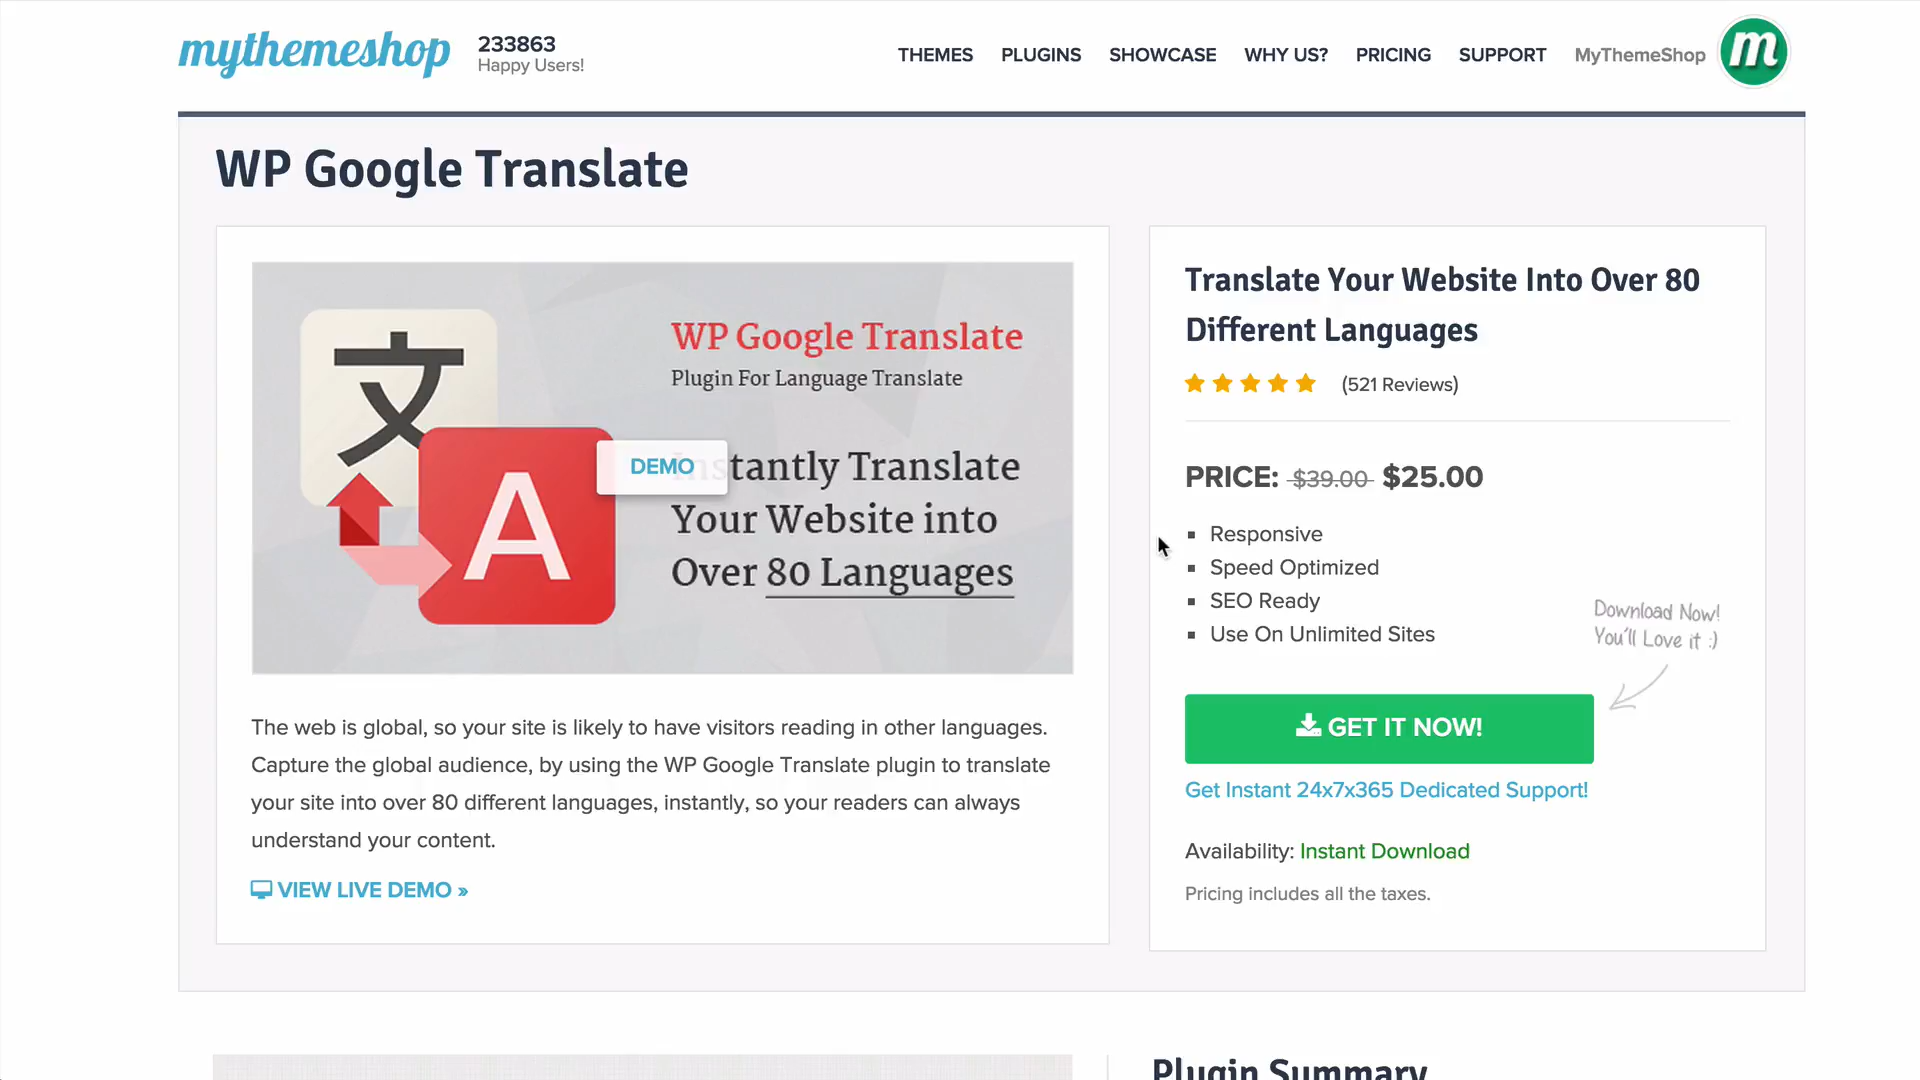 mythemeshop
233863
Happy Users!
THEMES PLUGINS SHOWCASE WHY US? PRICING SUPPORT MyThemeShop
m
WP Google Translate
文
A
WP Google Translate
Plugin For Language Translate
DEMO
Instantly Translate
Your Website into
Over 80 Languages
The web is global, so your site is likely to have visitors reading in other languages.
Capture the global audience, by using the WP Google Translate plugin to translate
your site into over 80 different languages, instantly, so your readers can always
understand your content.
VIEW LIVE DEMO »
Translate Your Website Into Over 80
Different Languages
(521 Reviews)
PRICE: $39.00 $25.00
Responsive
Speed Optimized
SEO Ready
Use On Unlimited Sites
Download Now!
You'll Love it :)
GET IT NOW!
Get Instant 24x7x365 Dedicated Support!
Availability: Instant Download
Pricing includes all the taxes.
Plugin Summary